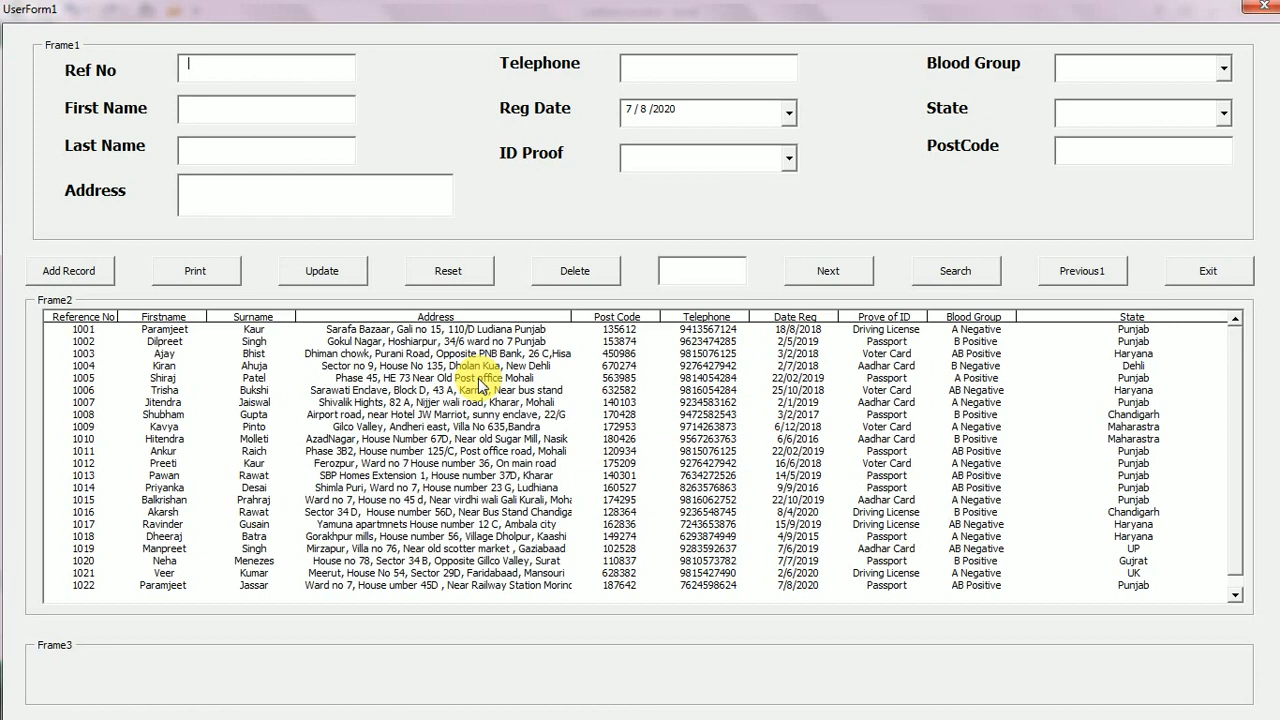 UserForm1
Frame1
Ref No Telephone Blood Group
First Name Reg Date 7 / 8 /2020 State
Last Name ID Proof PostCode
Address
Add Record Print Update Reset Delete Next Search Previous1 Exit
Frame2
Reference No Firstname Surname Address Post Code Telephone Date Reg Prove of ID Blood Group State
1001 Paramjeet Kaur Sarafa Bazaar, Gali no 15, 110/D Ludiana Punjab 135612 9413567124 18/8/2018 Driving License A Negative Punjab
1002 Dilpreet Singh Gokul Nagar, Hoshiarpur, 34/6 ward no 7 Punjab 153874 9623474285 2/5/2019 Passport B Positive Punjab
1003 Ajay Bhist Dhiman chowk, Purani Road, Opposite PNB Bank, 26 C,Hisa 450986 9815076125 3/2/2018 Voter Card A Negative Haryana
1004 Kiran Ahuja Sector no 9, House No 135, Dholan Kua, New Dehli 670274 9276427942 3/2/2018 Aadhar Card B Negative Dehli
1005 Shiraj Patel Phase 45, HE 73 Near Old Post office Mohali 563985 9814054284 22/02/2019 Passport A Positive Punjab
1006 Trisha Bukshi Sarawati Enclave, Block D, 43 A, Near bus stand 632582 9816054284 25/10/2018 Voter Card AB Negative Haryana
1007 Jitendra Jaiswal Shivalik Hights, 82 A, Nijjer wali road, Kharar, Mohali 140103 9234583162 2/1/2019 Aadhar Card A Negative Punjab
1008 Shubham Gupta Airport road, near Hotel JW Marriot, sunny enclave, 22/G 170428 9472582543 3/2/2017 Passport B Positive Chandigarh
1009 Kavya Pinto Gilco Valley, Andheri east, Villa No 635,Bandra 172953 9714263873 6/12/2018 Voter Card A Negative Maharastra
1010 Hitendra Molleti AzadNagar, House Number 67D, Near old Sugar Mill, Nasik 180426 9567263763 6/6/2016 Aadhar Card B Positive Maharastra
1011 Ankur Raich Phase 3B2, House number 125/C, Post office road, Mohali 120934 9815076125 22/02/2019 Passport AB Positive Punjab
1012 Preeti Kaur Ferozpur, Ward no 7 House number 36, On main road 175209 9276427942 16/6/2018 Voter Card B Negative Punjab
1013 Pawan Rawat SBP Homes Extension 1, House number 37D, Kharar 140301 7634272526 14/5/2019 Passport AB Positive Punjab
1014 Priyanka Desai Shimla Puri, Ward no 7, House number 23 G, Ludhiana 160527 8263576863 9/9/2016 Passport AB Positive Punjab
1015 Balkrishan Prahraj Ward no 7, House no 45 d, Near virdhi wali Gali Kurali, Moha 174295 9816062752 22/10/2019 Aadhar Card A Negative Punjab
1016 Akarsh Rawat Sector 34 D, House number 56D, Near Bus Stand Chandiga 128364 9236548745 8/4/2020 Driving License B Positive Chandigarh
1017 Ravinder Gusain Yamuna apartmnets House number 12 C, Ambala city 162836 7243653876 15/9/2019 Driving License AB Negative Haryana
1018 Dheeraj Batra Gorakhpur mills, House number 56, Village Dholpur, Kaashi 149274 6293874949 4/9/2015 Passport AB Negative Haryana
1019 Manpreet Singh Mirzapur, Villa no 76, Near old scotter market , Gaziabaad 102528 9283592637 7/6/2019 Aadhar Card AB Negative UP
1020 Neha Menezes House no 78, Sector 34 B, Opposite Gillco Valley, Surat 110837 9810573782 7/7/2019 Passport AB Positive Gujrat
1021 Veer Kumar Meerut, House No 54, Sector 29D, Faridabaad, Mansouri 628382 9815427490 2/6/2020 Driving License A Negative UK
1022 Paramjeet Jassar Ward no 7, House umber 45D , Near Railway Station Morinc 187642 7624598624 7/8/2020 Passport AB Positive Punjab
Frame3